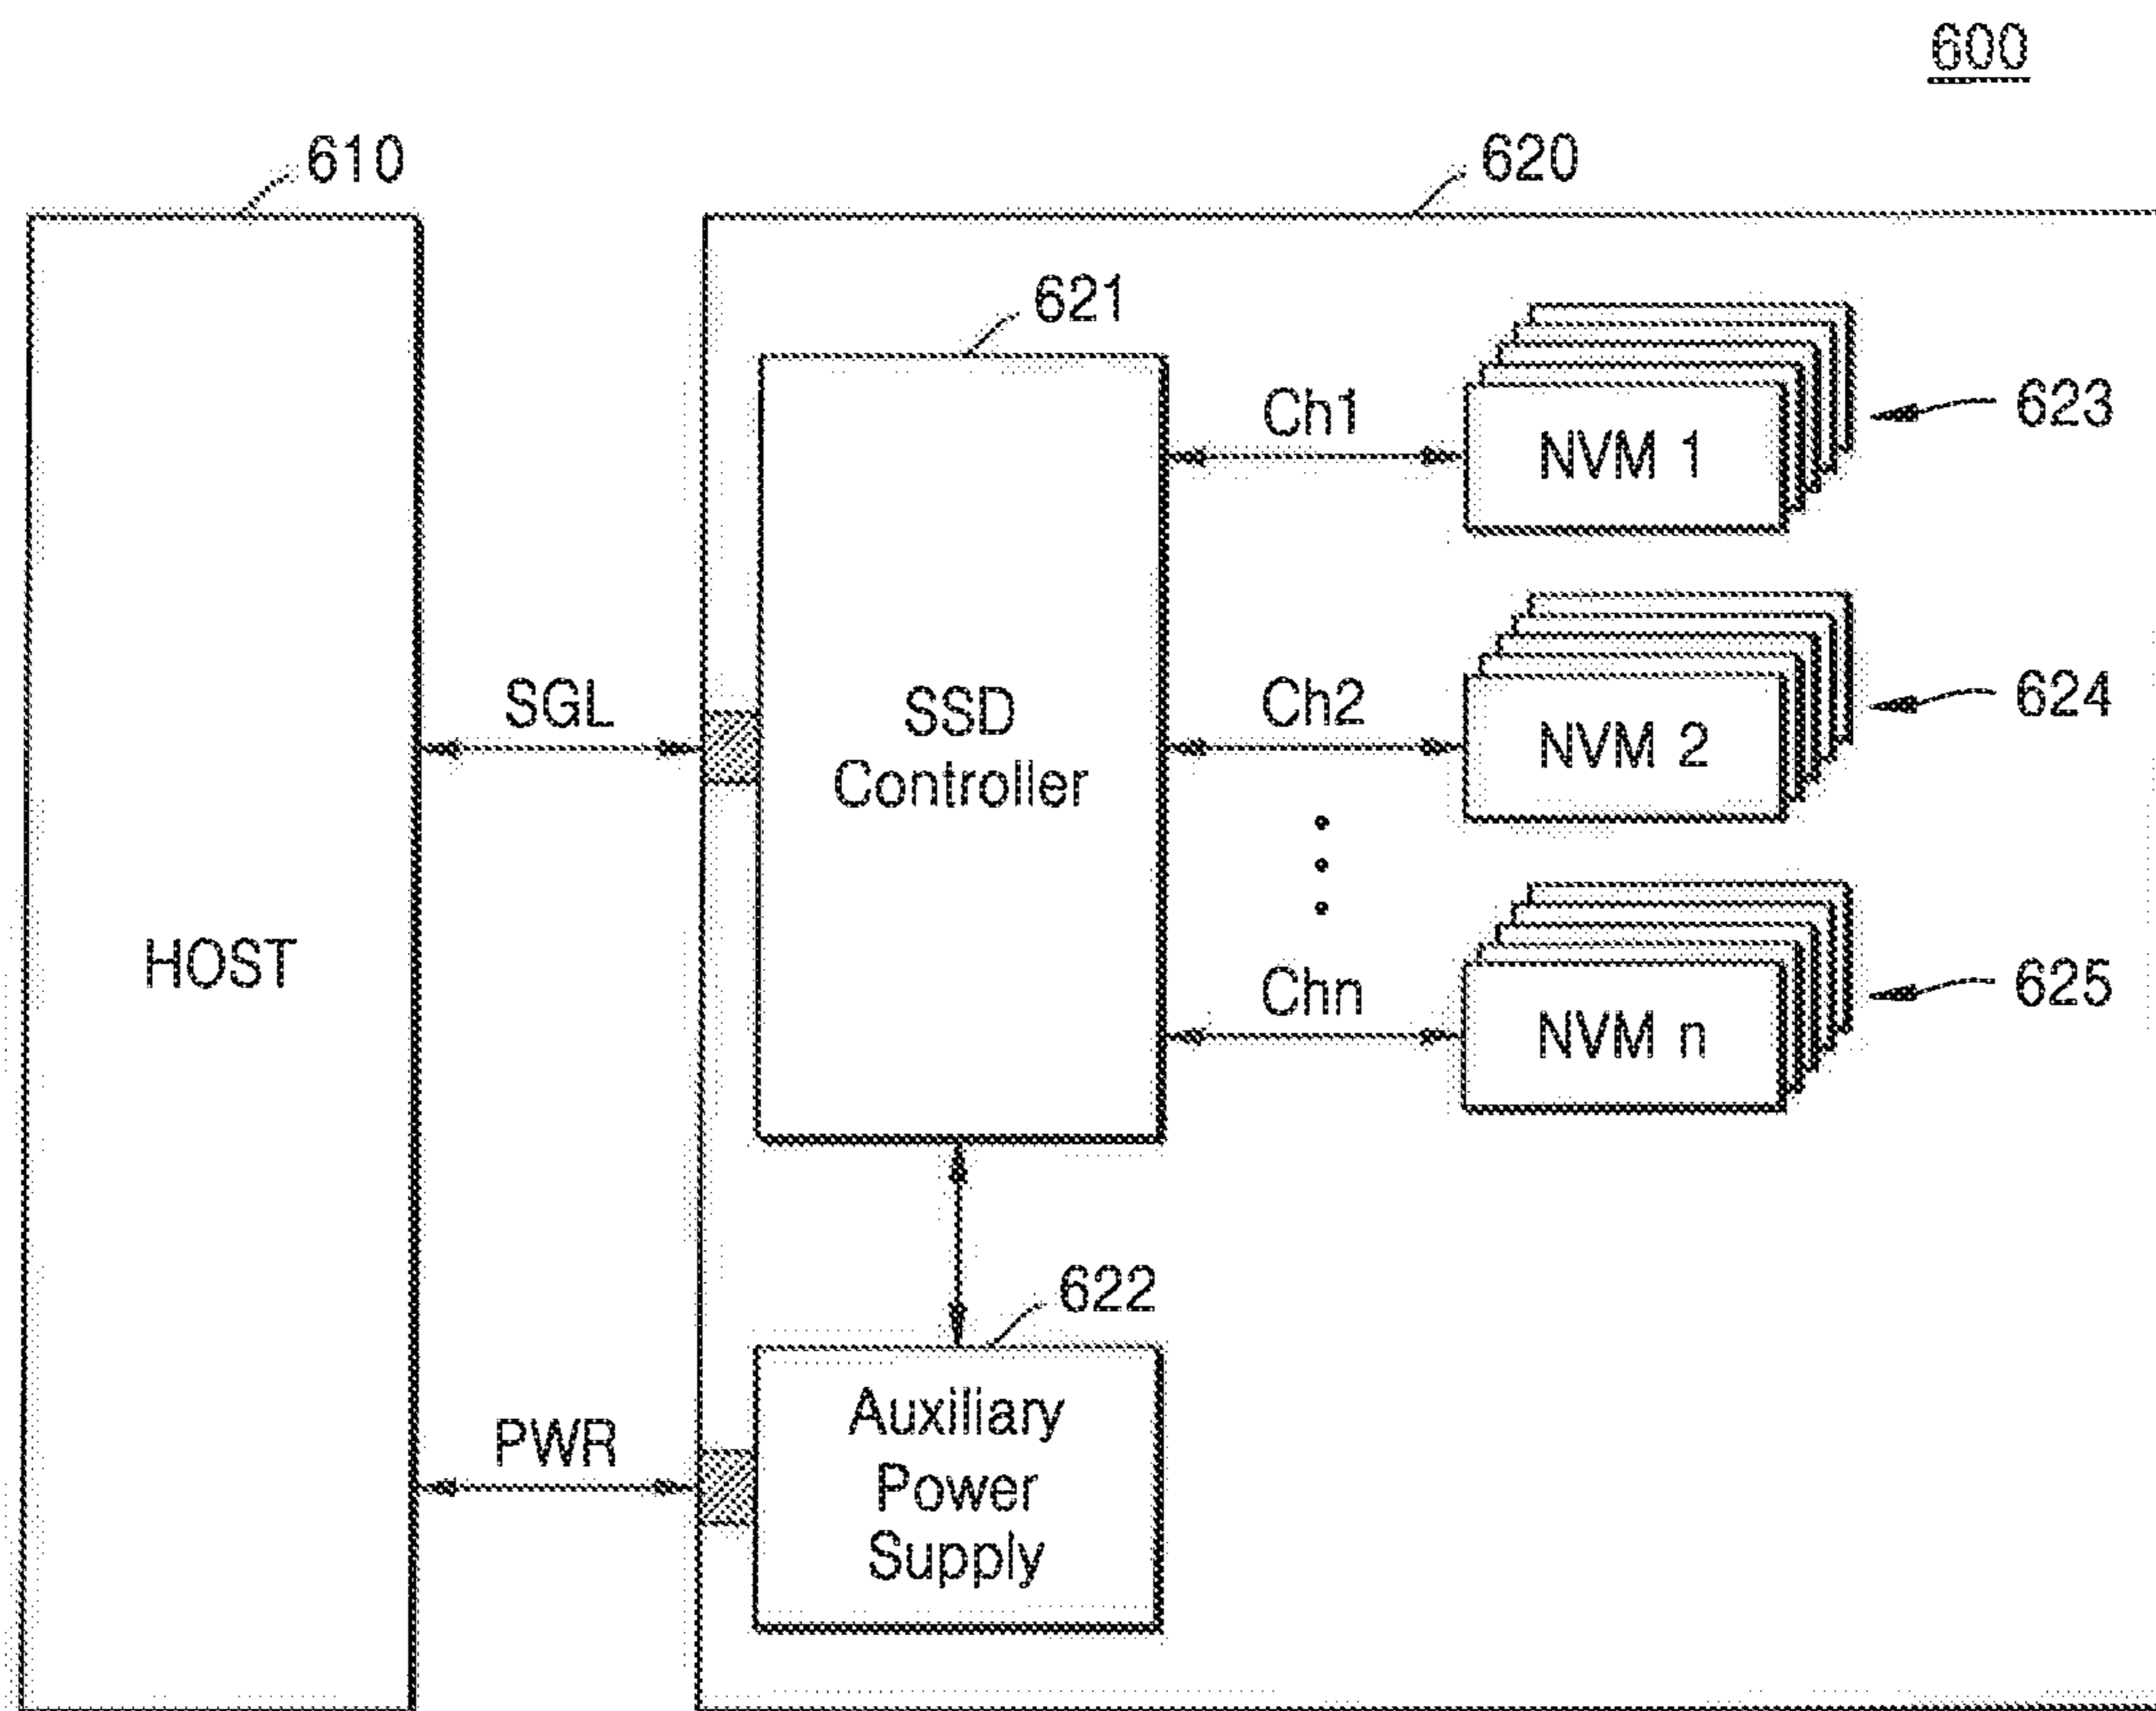 600
610
620
621
Ch1
NVM 1
623
SGL
SSD
Controller
Ch2
NVM 2
624
HOST
Chn
NVM n
625
622
PWR
Auxiliary
Power
Supply